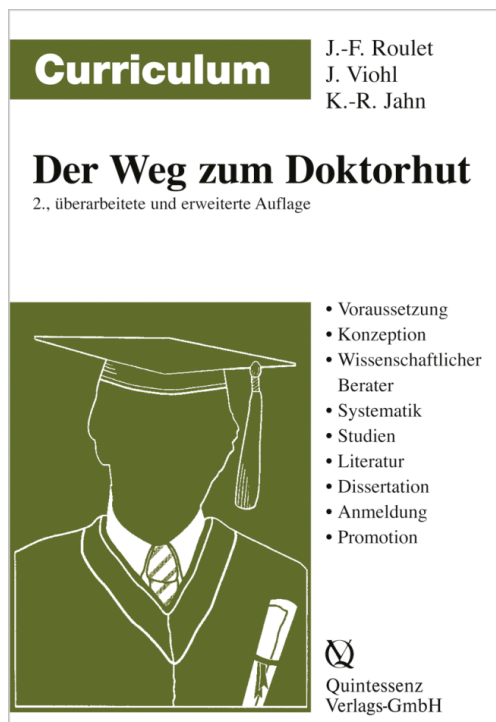 Curriculum
J.-F. Roulet
J. Viohl
K.-R. Jahn
Der Weg zum Doktorhut
2., überarbeitete und erweiterte Auflage
• Voraussetzung
• Konzeption
• Wissenschaftlicher
Berater
• Systematik
• Studien
• Literatur
• Dissertation
• Anmeldung
• Promotion
Quintessenz
Verlags-GmbH